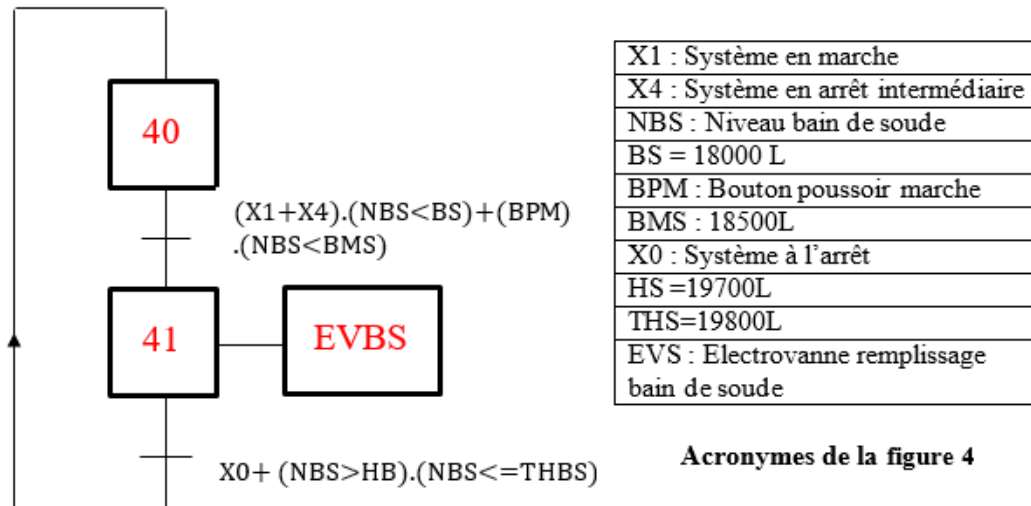 40
(X1+X4).(NBS<BS)+(BPM)
.(NBS<BMS)
41
EVBS
X0+ (NBS>HB).(NBS<=THBS)
X1 : Système en marche
X4 : Système en arrêt intermédiaire
NBS : Niveau bain de soude
BS = 18000 L
BPM : Bouton poussoir marche
BMS : 18500L
X0 : Système à l’arrêt
HS =19700L
THS=19800L
EVS : Electrovanne remplissage
bain de soude
Acronymes de la figure 4